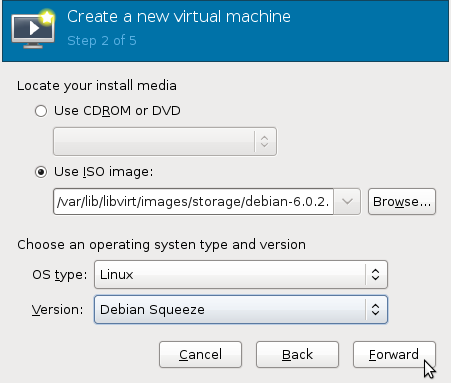 Create a new virtual machine
Step 2 of 5
Locate your install media
Use CDROM or DVD
Use ISO image:
/var/lib/libvirt/images/storage/debian-6.0.2.
Browse...
Choose an operating systen type and version
OS type:
Linux
Version:
Debian Squeeze
Cancel
Back
Forward